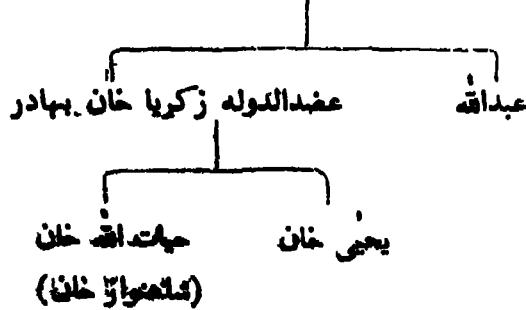 عبدالله عضدالدوله زکریا خان بهادر
یحیی خان حیات الله خان
(شاهنواز خان)